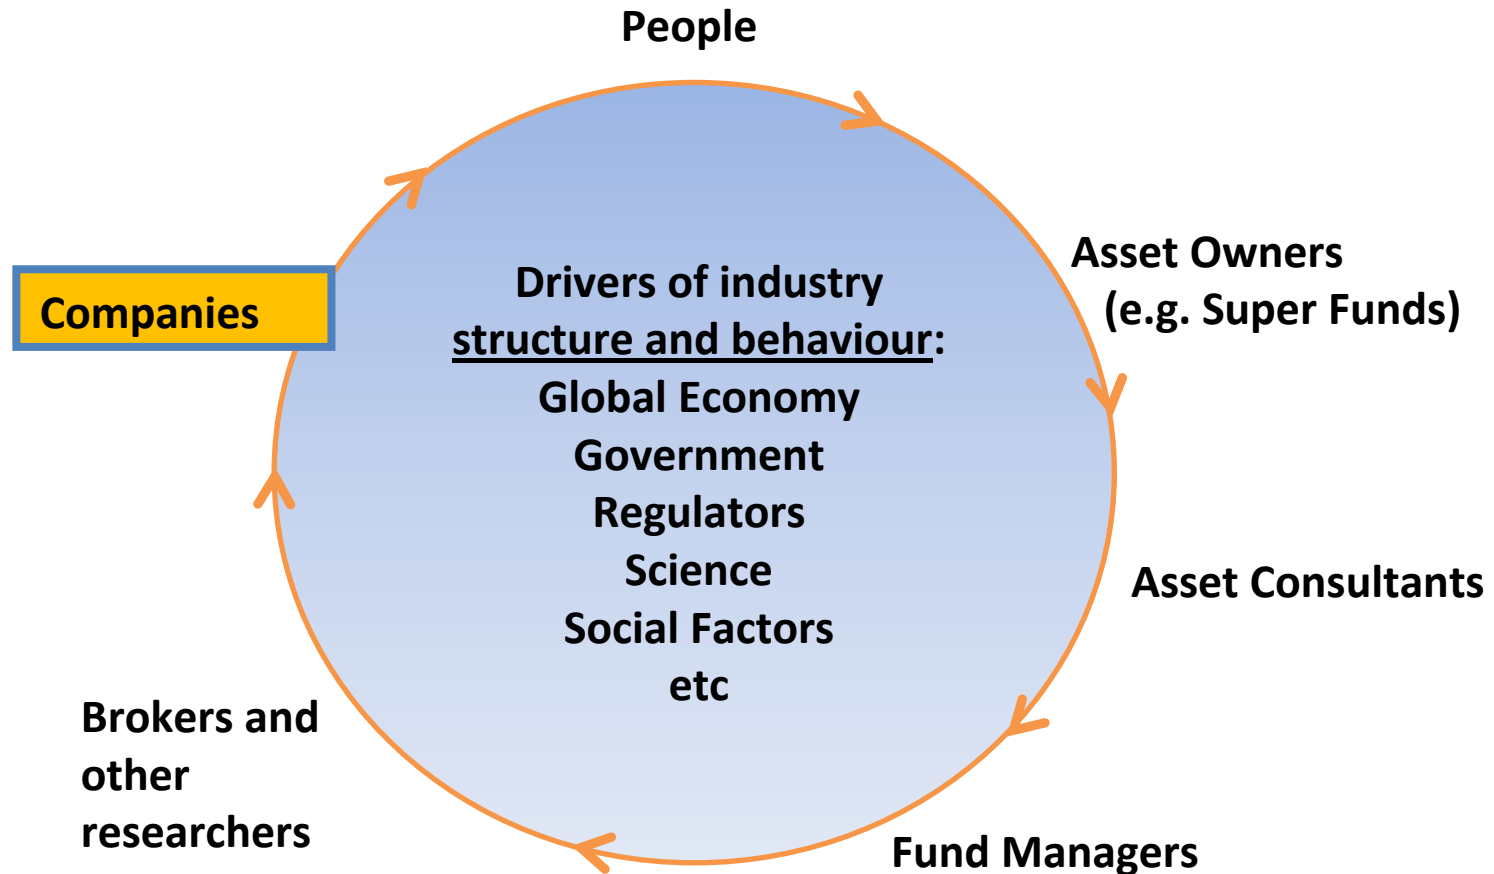 People
Asset Owners
(e.g. Super Funds)
Companies
Drivers of industry
structure and behaviour:
Global Economy
Government
Regulators
Science
Social Factors
etc
Asset Consultants
Brokers and
other
researchers
Fund Managers